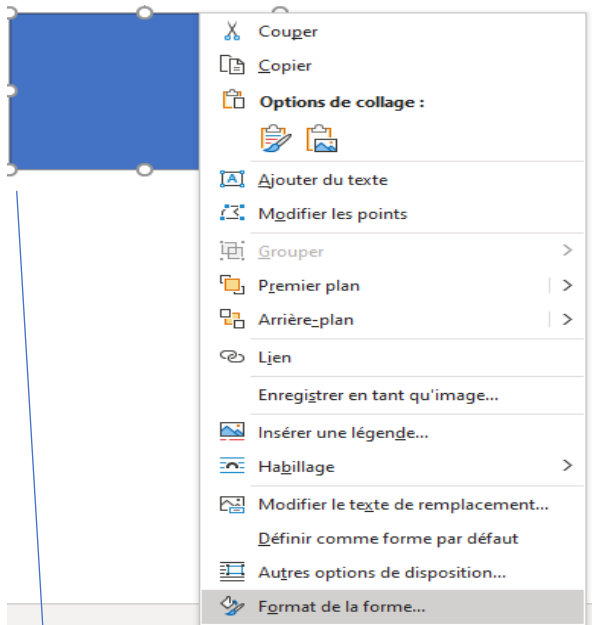 Couper
Copier
Options de collage :
Ajouter du texte
Modifier les points
Grouper
Premier plan
Arrière-plan
Lien
Enregistrer en tant qu'image...
Insérer une légende...
Habillage
Modifier le texte de remplacement...
Définir comme forme par défaut
Autres options de disposition...
Format de la forme...